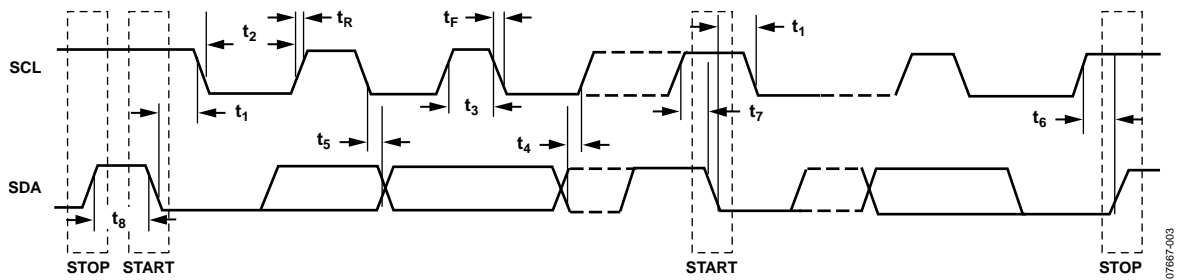 t2
tR
tF
t1
SCL
t1
t3
t7
t6
t5
t4
SDA
t8
STOP
START
START
STOP
07667-003